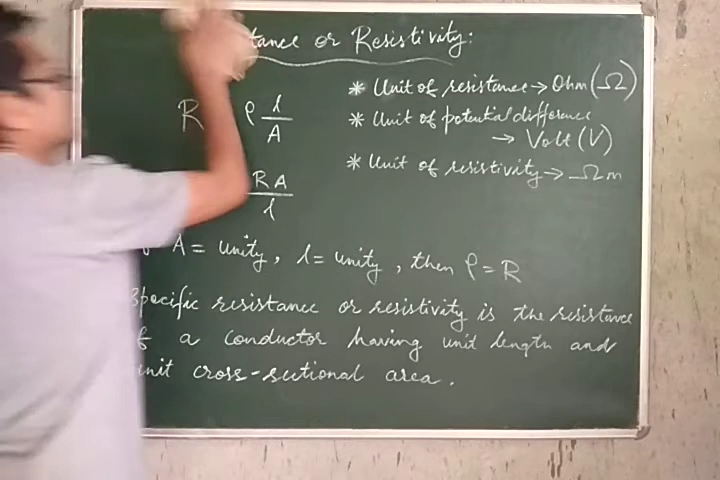 tance or Resistivity:
R ρ l/A
* Unit of resistance → Ohm (Ω)
* Unit of potential difference
→ Volt (V)
* Unit of resistivity → Ωm
RA/l
A = unity, l = unity, then ρ = R
Specific resistance or resistivity is the resistance
a conductor having unit length and
unit cross-sectional area.